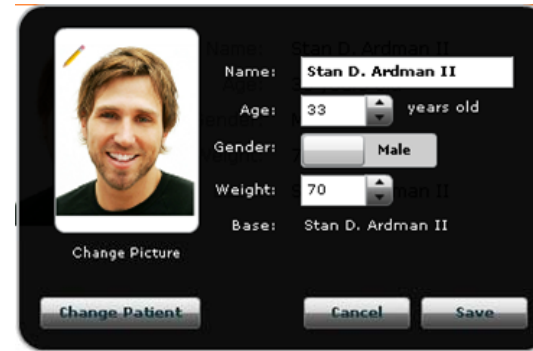 Name: Stan D. Ardman II
Age: 33 years old
Gender: Male
Weight: 70
Base: Stan D. Ardman II
Change Picture
Change Patient Cancel Save